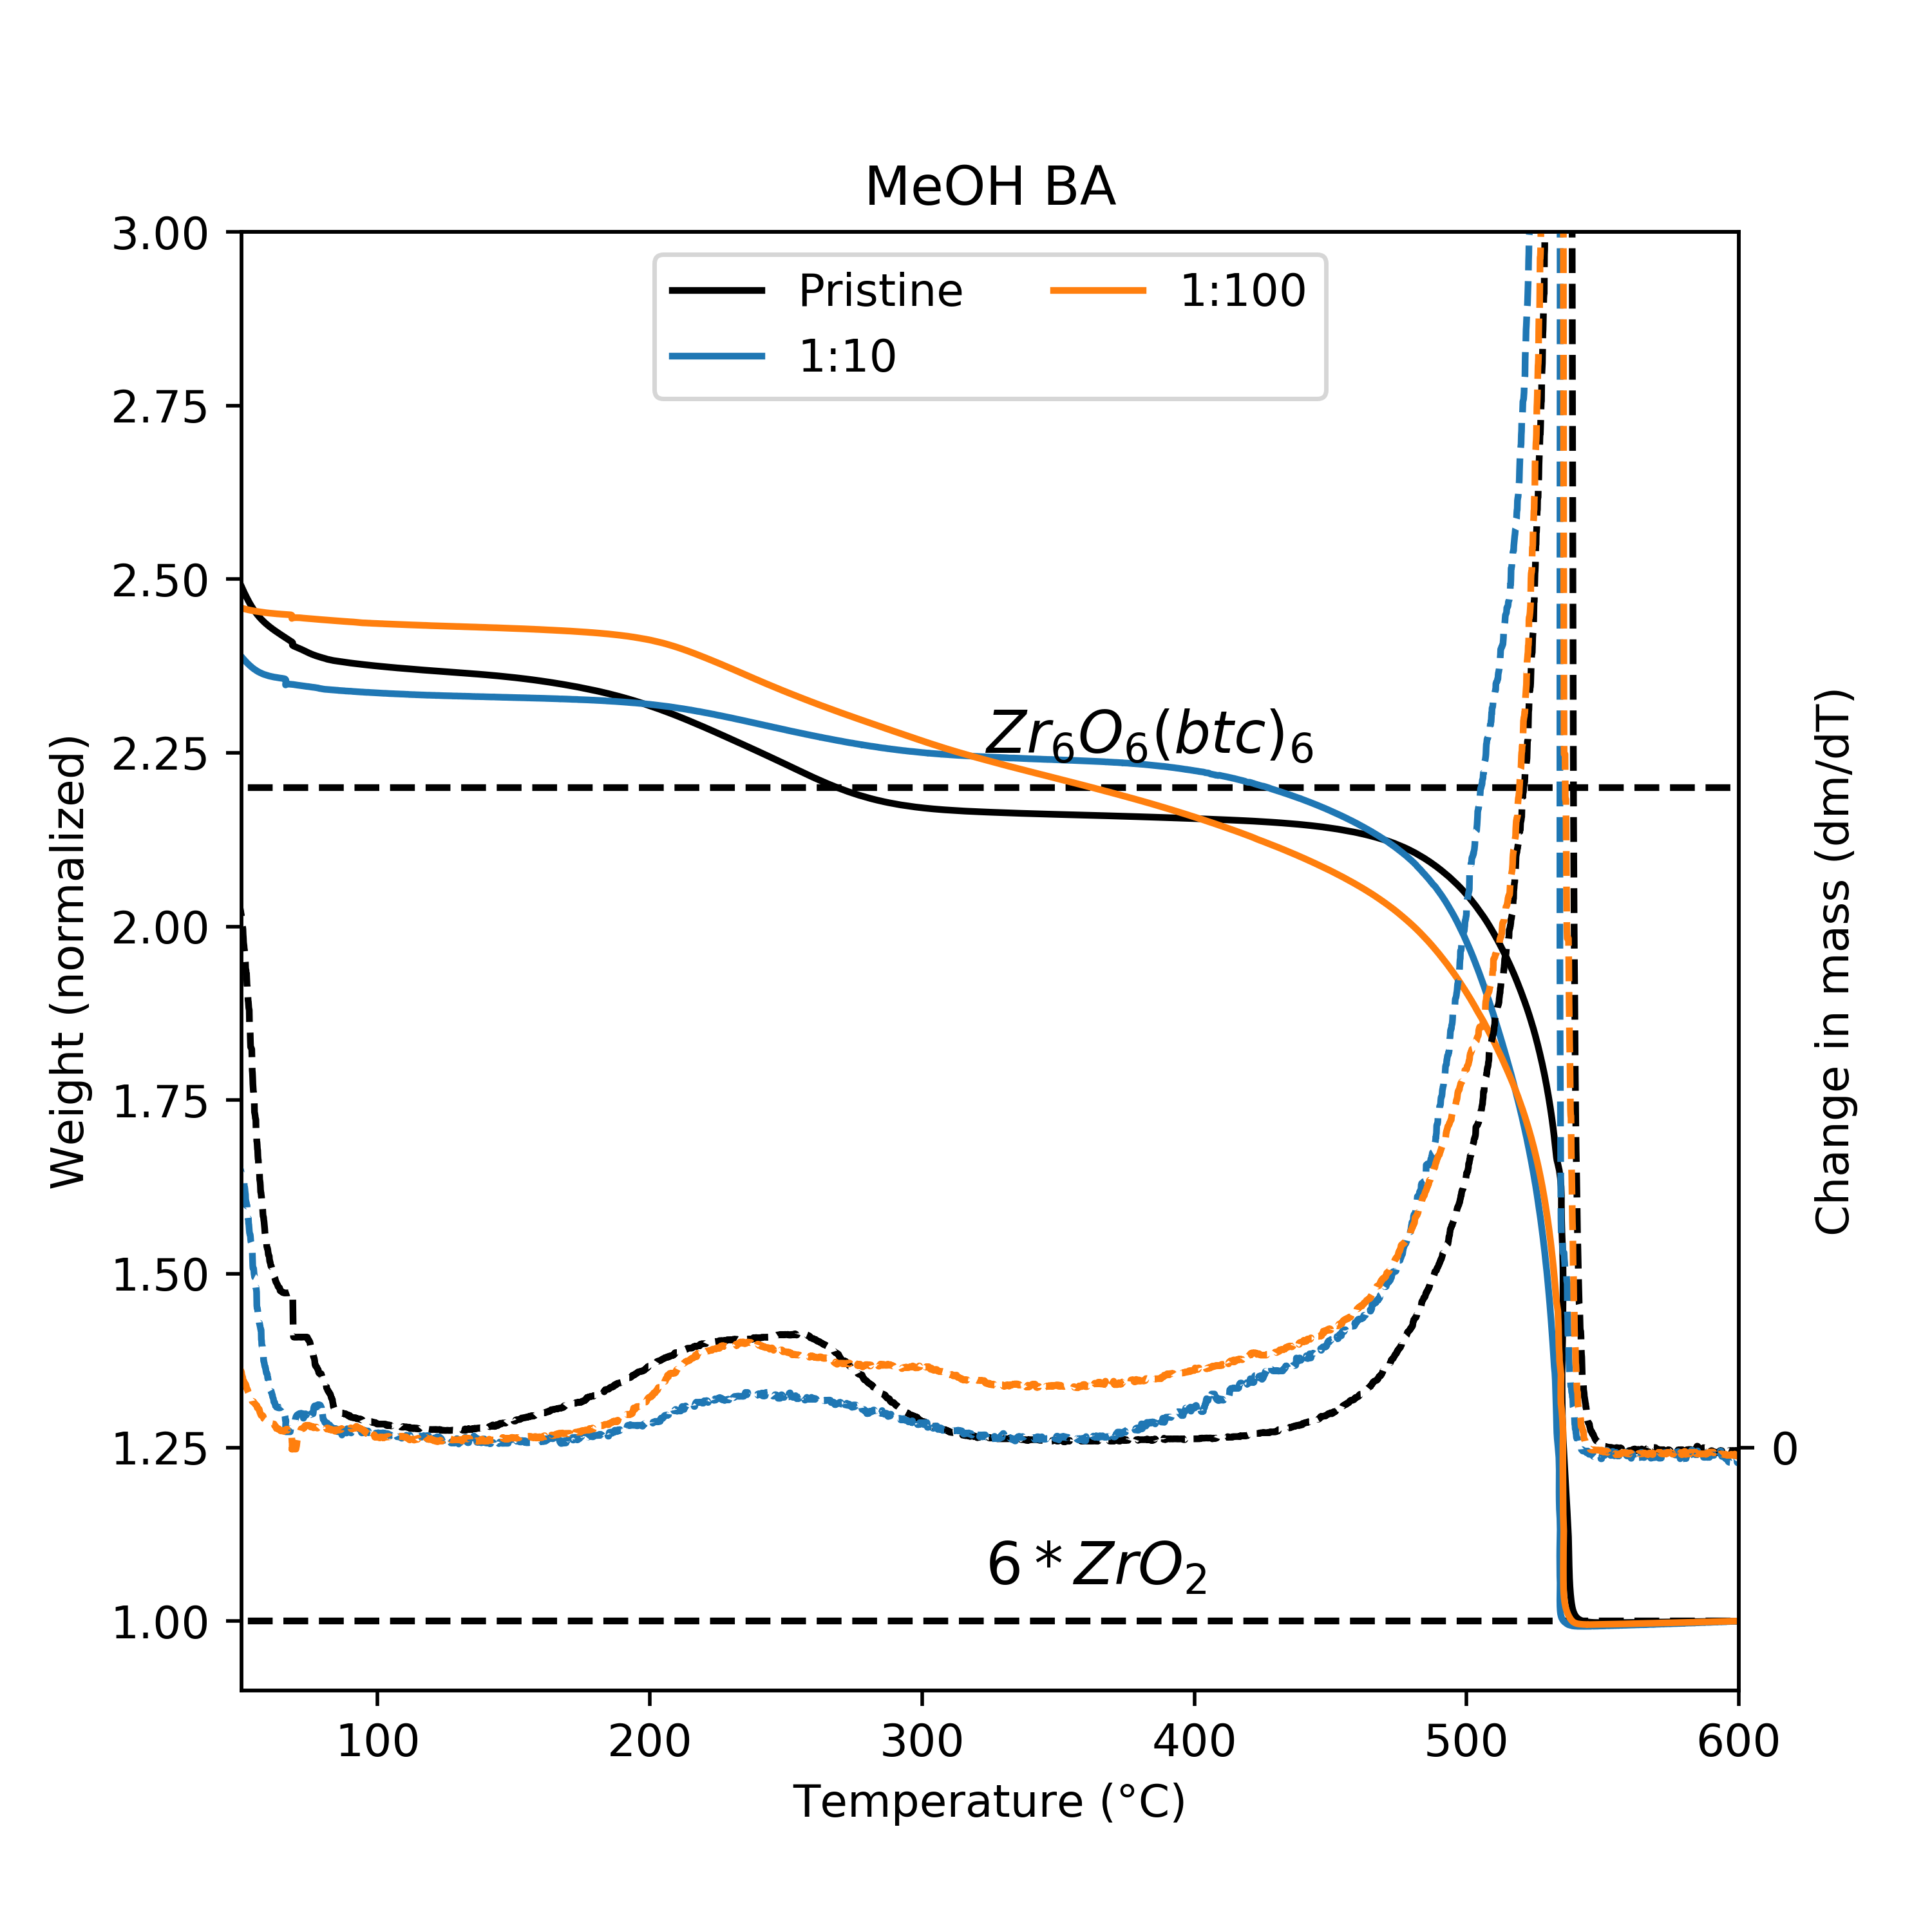 MeOH BA
3.00
2.75
2.50
2.25
2.00
1.75
1.50
1.25
1.00
Weight (normalized)
Pristine
1:10
1:100
Zr₆O₆(btc)₆
6 * ZrO₂
Change in mass (dm/dT)
0
100 200 300 400 500 600
Temperature (°C)